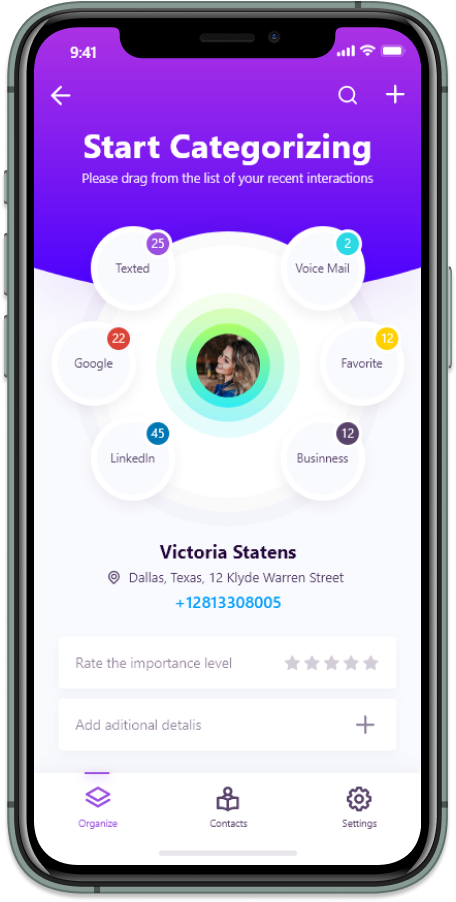 9:41
Start Categorizing
Please drag from the list of your recent interactions
Texted 25
Voice Mail 2
Google 22
Favorite 12
LinkedIn 45
Businness 12
Victoria Statens
Dallas, Texas, 12 Klyde Warren Street
+12813308005
Rate the importance level
Add aditional detalis
Organize
Contacts
Settings